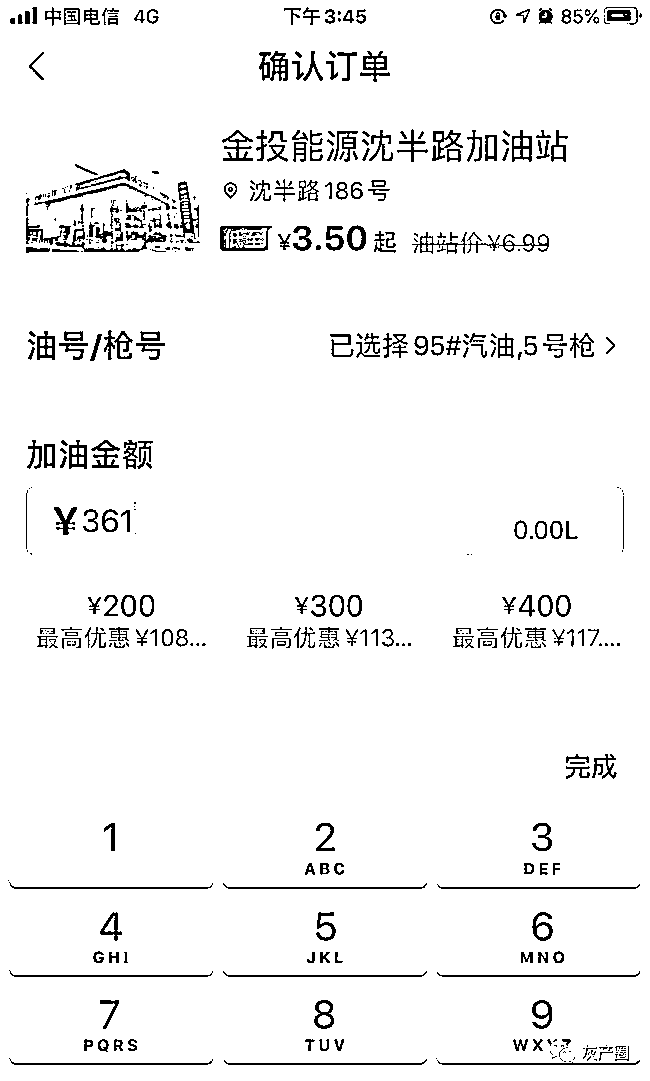 中国电信 4G 下午3:45 85%
确认订单
金投能源沈半路加油站
沈半路186号
低至 ¥3.50起 油站价¥6.99
油号/枪号 已选择95#汽油,5号枪
加油金额
¥361 0.00L
¥200 ¥300 ¥400
最高优惠¥108... 最高优惠¥113... 最高优惠¥117....
完成
1 2 3
ABC DEF
4 5 6
GHI JKL MNO
7 8 9
PQRS TUV WXYZ
灰产圈